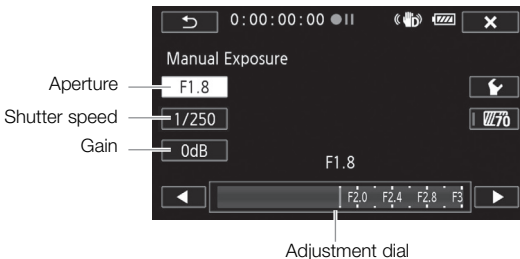 0:00:00:00
Manual Exposure
Aperture
F1.8
Shutter speed
1/250
70
Gain
0dB
F1.8
F2.0 F2.4 F2.8 F3
Adjustment dial